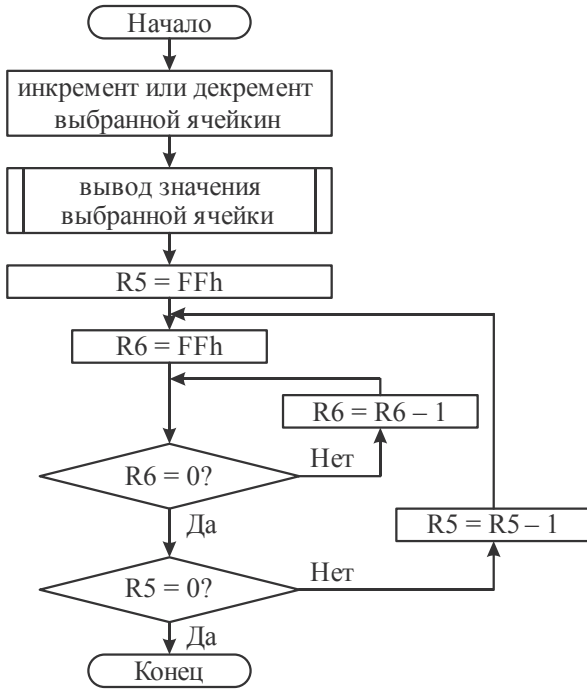 Начало
инкремент или декремент
выбранной ячейкин
вывод значения
выбранной ячейки
R5 = FFh
R6 = FFh
R6 = R6 – 1
R6 = 0?
Нет
Да
R5 = R5 – 1
R5 = 0?
Нет
Да
Конец